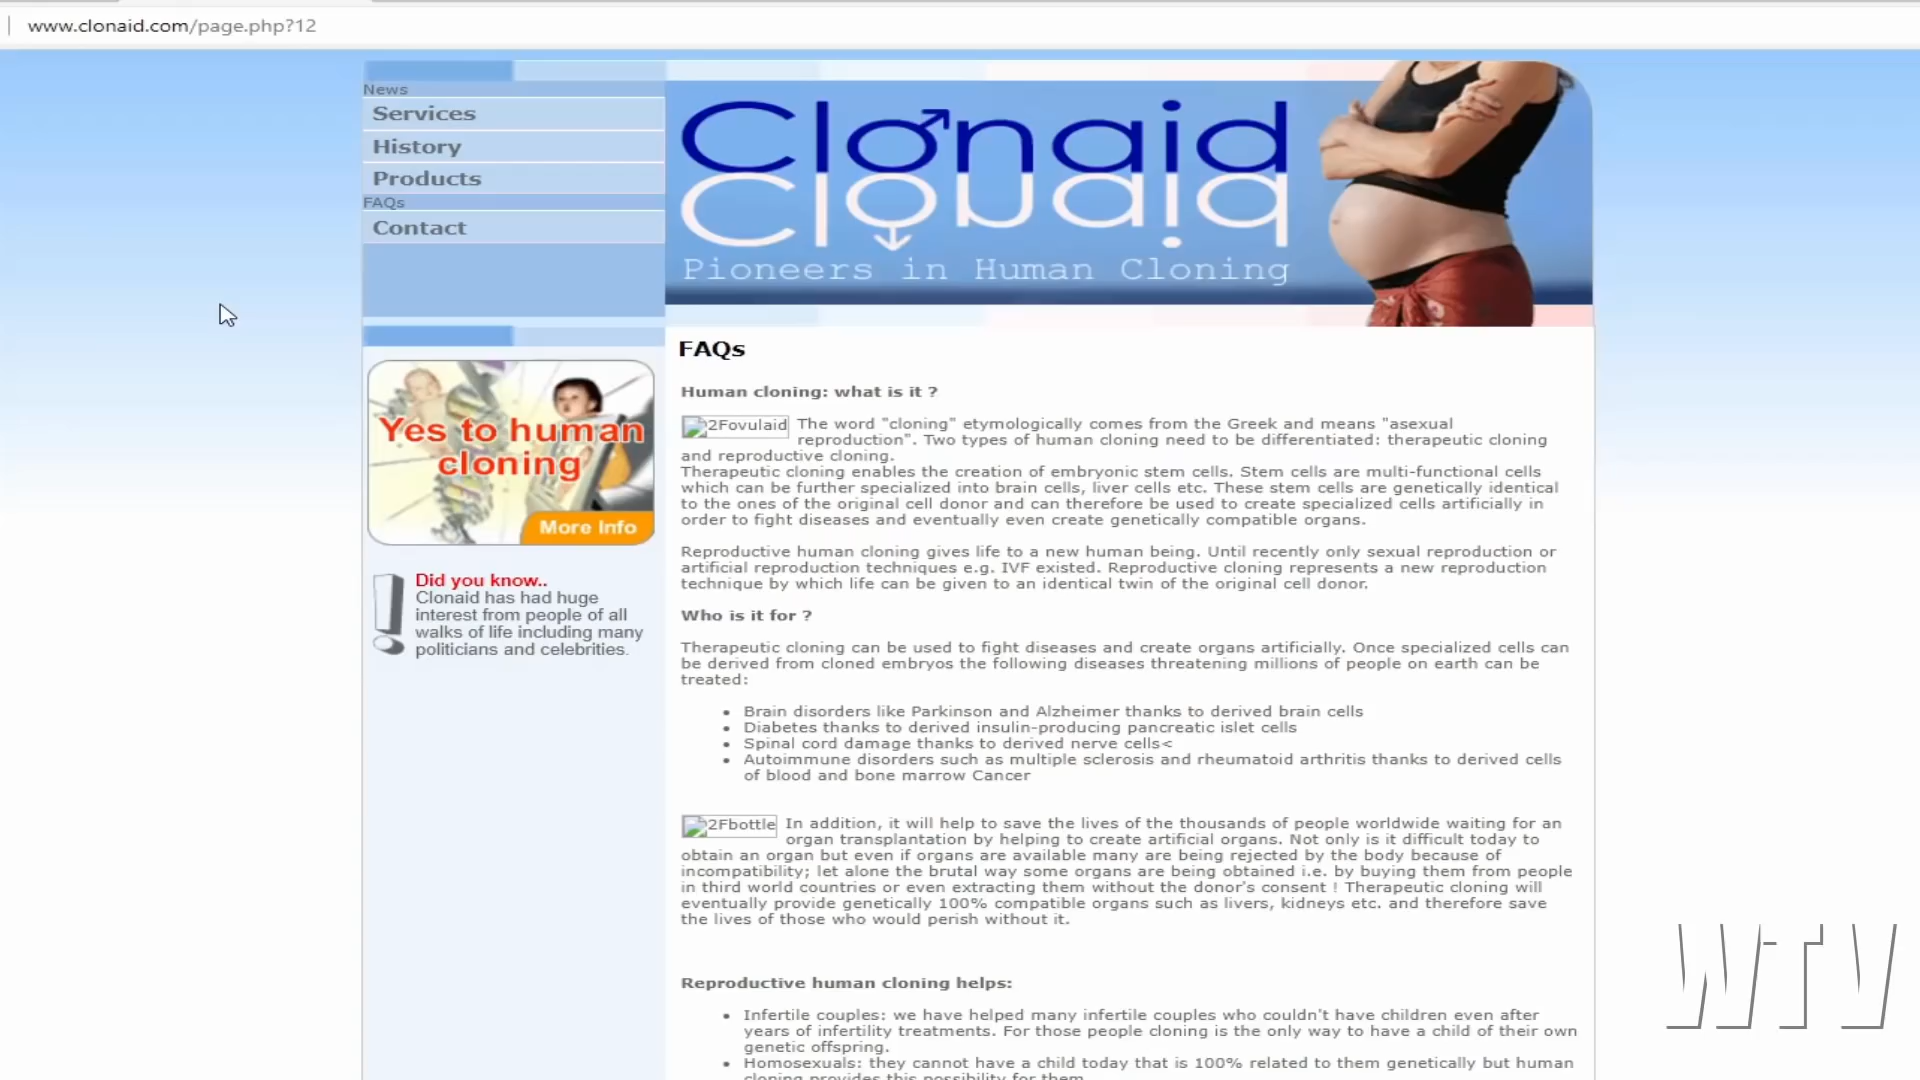 www.clonaid.com/page.php?12
News
Services
History
Products
FAQs
Contact
Clonaid
Clonaid
Pioneers in Human Cloning
Yes to human
cloning
More Info
Did you know..
Clonaid has had huge
interest from people of all
walks of life including many
politicians and celebrities.
FAQs
Human cloning: what is it ?
2Fovulaid The word "cloning" etymologically comes from the Greek and means "asexual
reproduction". Two types of human cloning need to be differentiated: therapeutic cloning
and reproductive cloning.
Therapeutic cloning enables the creation of embryonic stem cells. Stem cells are multi-functional cells
which can be further specialized into brain cells, liver cells etc. These stem cells are genetically identical
to the ones of the original cell donor and can therefore be used to create specialized cells artificially in
order to fight diseases and eventually even create genetically compatible organs.
Reproductive human cloning gives life to a new human being. Until recently only sexual reproduction or
artificial reproduction techniques e.g. IVF existed. Reproductive cloning represents a new reproduction
technique by which life can be given to an identical twin of the original cell donor.
Who is it for ?
Therapeutic cloning can be used to fight diseases and create organs artificially. Once specialized cells can
be derived from cloned embryos the following diseases threatening millions of people on earth can be
treated:
• Brain disorders like Parkinson and Alzheimer thanks to derived brain cells
• Diabetes thanks to derived insulin-producing pancreatic islet cells
• Spinal cord damage thanks to derived nerve cells<
• Autoimmune disorders such as multiple sclerosis and rheumatoid arthritis thanks to derived cells
of blood and bone marrow Cancer
2Fbottle In addition, it will help to save the lives of the thousands of people worldwide waiting for an
organ transplantation by helping to create artificial organs. Not only is it difficult today to
obtain an organ but even if organs are available many are being rejected by the body because of
incompatibility; let alone the brutal way some organs are being obtained i.e. by buying them from people
in third world countries or even extracting them without the donor's consent ! Therapeutic cloning will
eventually provide genetically 100% compatible organs such as livers, kidneys etc. and therefore save
the lives of those who would perish without it.
Reproductive human cloning helps:
• Infertile couples: we have helped many infertile couples who couldn't have children even after
years of infertility treatments. For those people cloning is the only way to have a child of their own
genetic offspring.
• Homosexuals: they cannot have a child today that is 100% related to them genetically but human
cloning provides this possibility for them
WTV